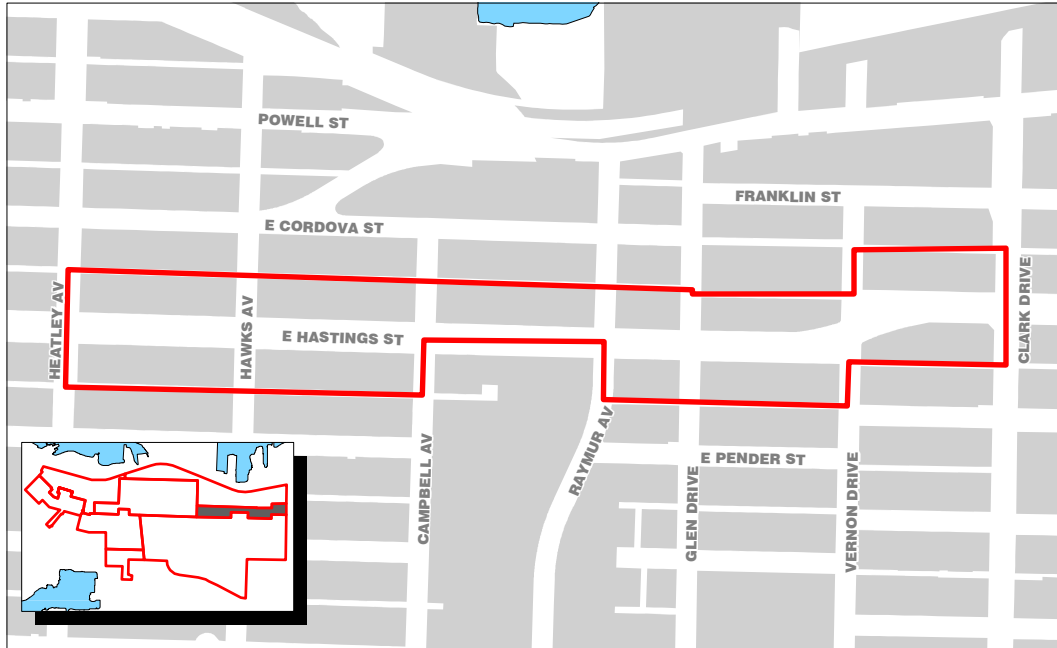 POWELL ST
FRANKLIN ST
E CORDOVA ST
HEATLEY AV
HAWKS AV
E HASTINGS ST
CLARK DRIVE
CAMPBELL AV
RAYMUR AV
E PENDER ST
GLEN DRIVE
VERNON DRIVE